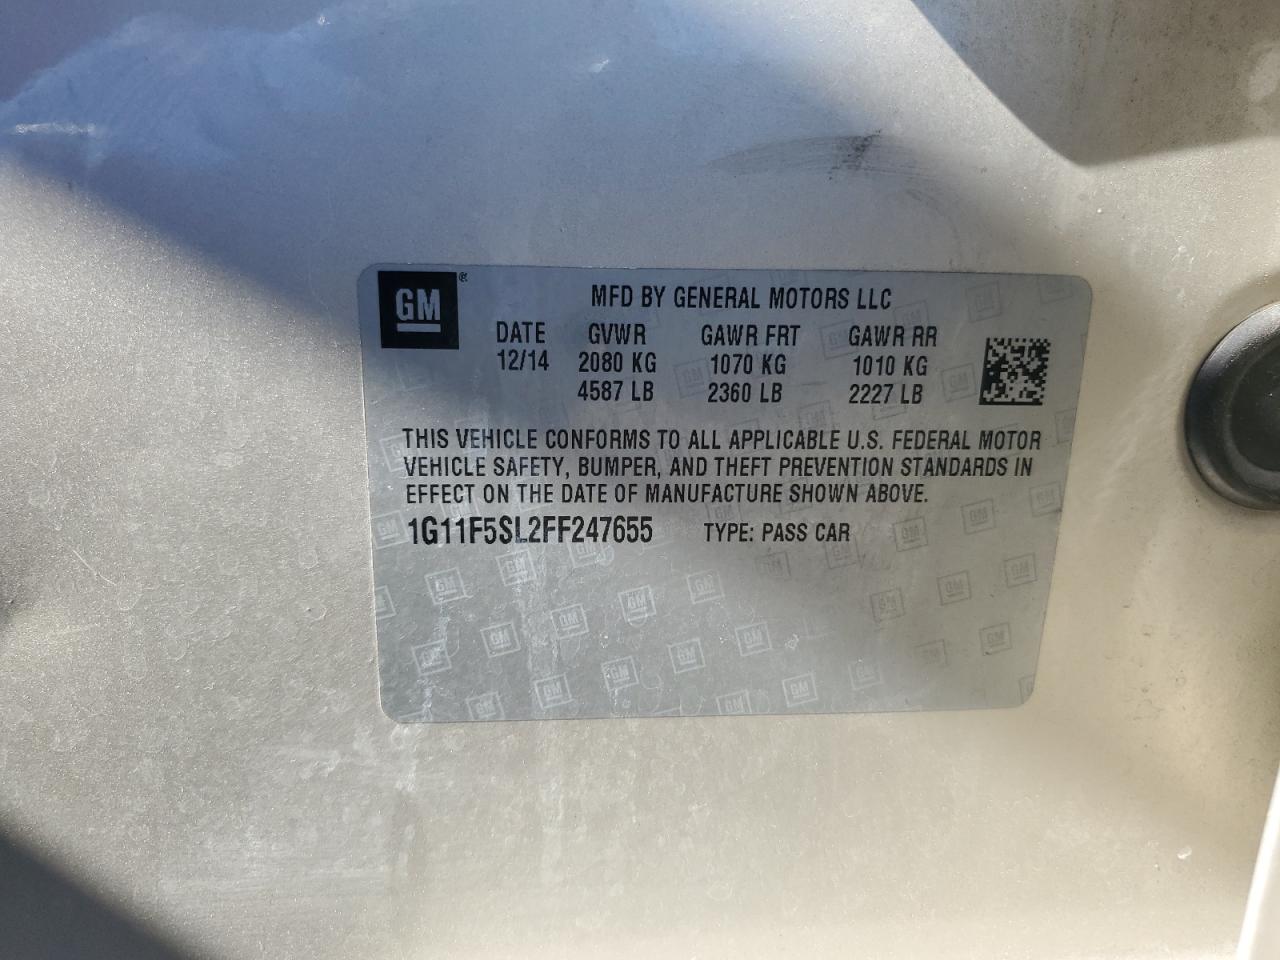 GM®
MFD BY GENERAL MOTORS LLC
DATE GVWR GAWR FRT GAWR RR
12/14 2080 KG 1070 KG 1010 KG
4587 LB 2360 LB 2227 LB
THIS VEHICLE CONFORMS TO ALL APPLICABLE U.S. FEDERAL MOTOR
VEHICLE SAFETY, BUMPER, AND THEFT PREVENTION STANDARDS IN
EFFECT ON THE DATE OF MANUFACTURE SHOWN ABOVE.
1G11F5SL2FF247655 TYPE: PASS CAR